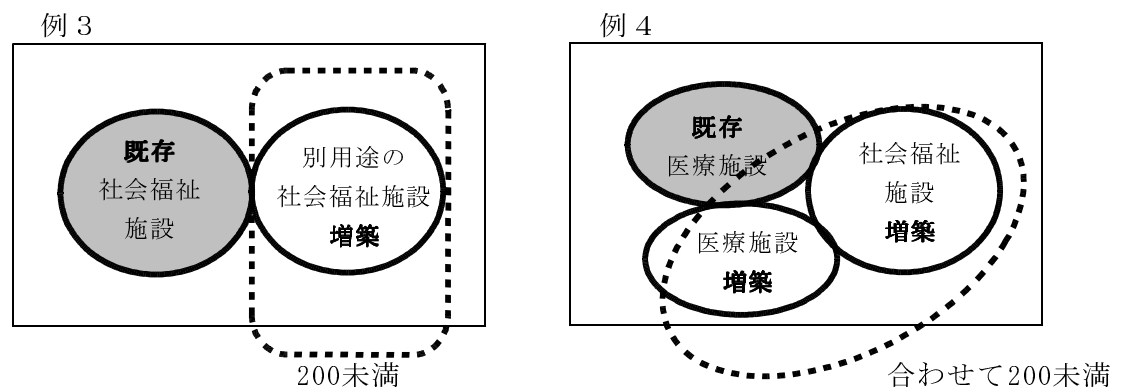 例３
既存
社会福祉
施設
別用途の
社会福祉施設
増築
200未満
例４
既存
医療施設
社会福祉
施設
増築
医療施設
増築
合わせて200未満